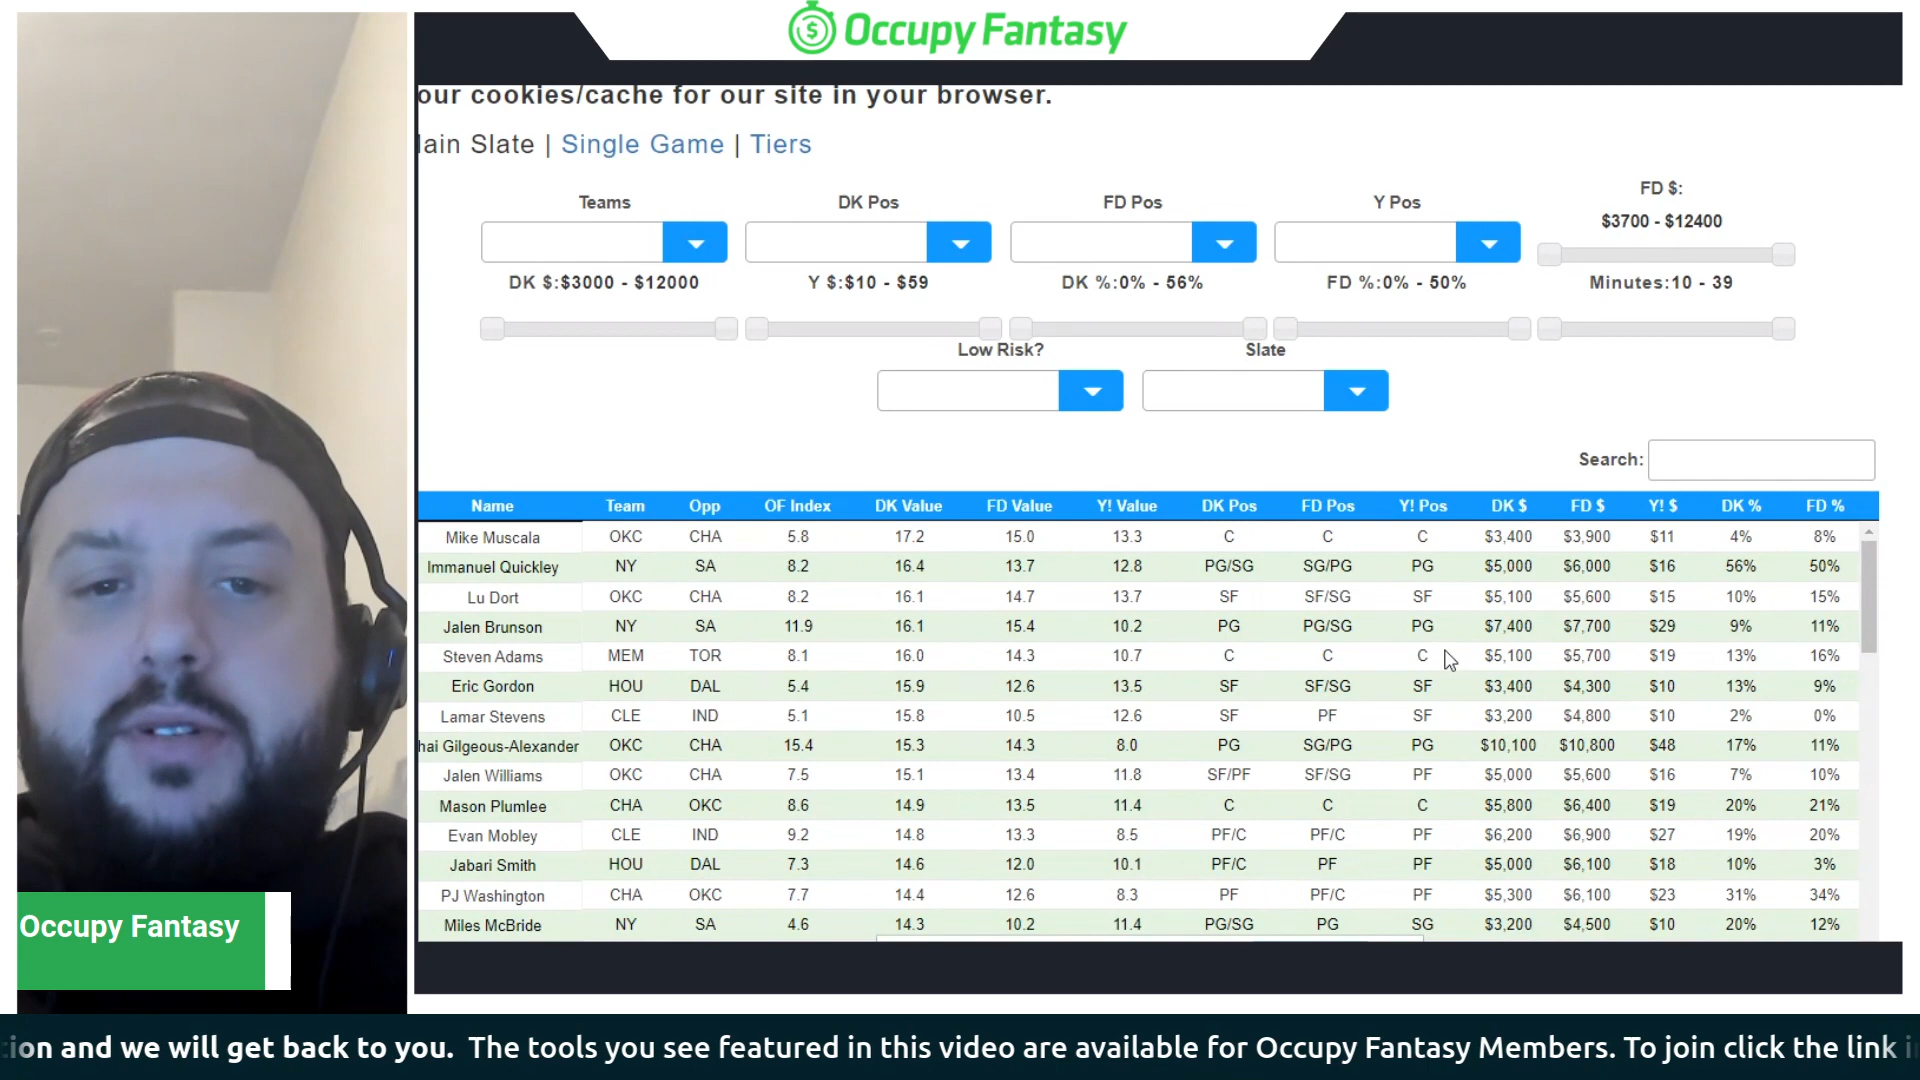 Occupy Fantasy
our cookies/cache for our site in your browser.
ain Slate | Single Game | Tiers
Teams DK Pos FD Pos Y Pos FD $:
$3700 - $12400
DK $:$3000 - $12000 Y $:$10 - $59 DK %:0% - 56% FD %:0% - 50% Minutes:10 - 39
Low Risk? Slate
Search:
Name Team Opp OF Index DK Value FD Value Y! Value DK Pos FD Pos Y! Pos DK $ FD $ Y! $ DK % FD %
Mike Muscala OKC CHA 5.8 17.2 15.0 13.3 C C C $3,400 $3,900 $11 4% 8%
Immanuel Quickley NY SA 8.2 16.4 13.7 12.8 PG/SG SG/PG PG $5,000 $6,000 $16 56% 50%
Lu Dort OKC CHA 8.2 16.1 14.7 13.7 SF SF/SG SF $5,100 $5,600 $15 10% 15%
Jalen Brunson NY SA 11.9 16.1 15.4 10.2 PG PG/SG PG $7,400 $7,700 $29 9% 11%
Steven Adams MEM TOR 8.1 16.0 14.3 10.7 C C C $5,100 $5,700 $19 13% 16%
Eric Gordon HOU DAL 5.4 15.9 12.6 13.5 SF SF/SG SF $3,400 $4,300 $10 13% 9%
Lamar Stevens CLE IND 5.1 15.8 10.5 12.6 SF PF SF $3,200 $4,800 $10 2% 0%
hai Gilgeous-Alexander OKC CHA 15.4 15.3 14.3 8.0 PG SG/PG PG $10,100 $10,800 $48 17% 11%
Jalen Williams OKC CHA 7.5 15.1 13.4 11.8 SF/PF SF/SG PF $5,000 $5,600 $16 7% 10%
Mason Plumlee CHA OKC 8.6 14.9 13.5 11.4 C C C $5,800 $6,400 $19 20% 21%
Evan Mobley CLE IND 9.2 14.8 13.3 8.5 PF/C PF/C PF $6,200 $6,900 $27 19% 20%
Jabari Smith HOU DAL 7.3 14.6 12.0 10.1 PF/C PF PF $5,000 $6,100 $18 10% 3%
PJ Washington CHA OKC 7.7 14.4 12.6 8.3 PF PF/C PF $5,300 $6,100 $23 31% 34%
Miles McBride NY SA 4.6 14.3 10.2 11.4 PG/SG PG SG $3,200 $4,500 $10 20% 12%
Occupy Fantasy
ion and we will get back to you. The tools you see featured in this video are available for Occupy Fantasy Members. To join click the link